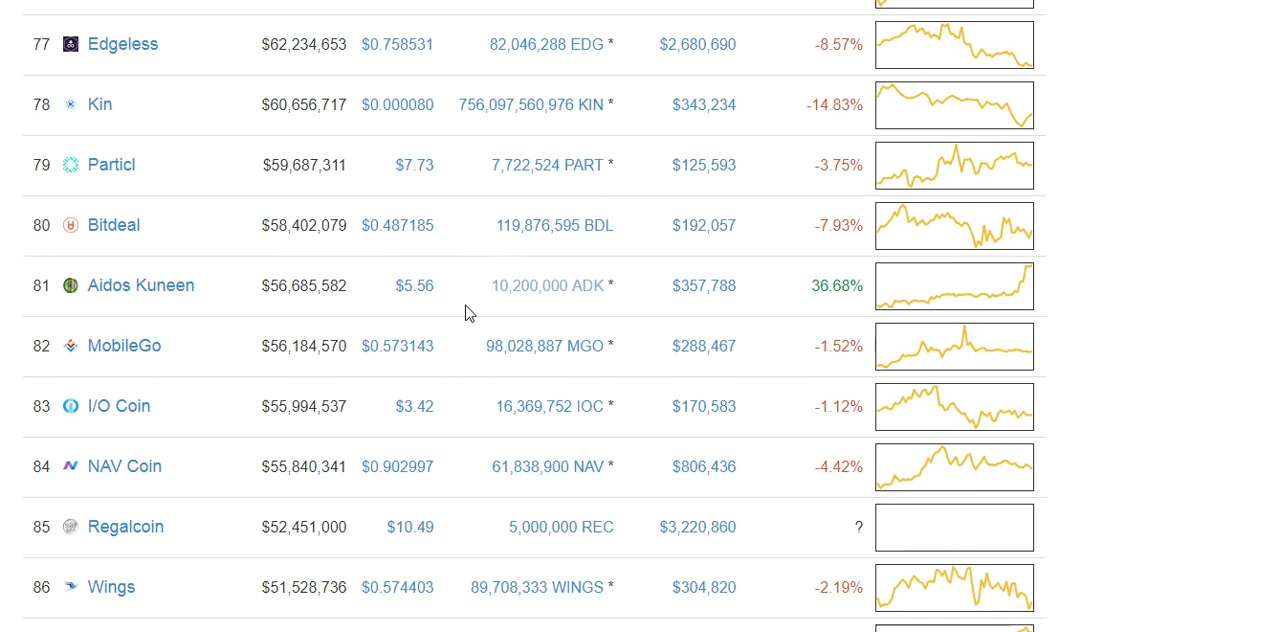 77 Edgeless $62,234,653 $0.758531 82,046,288 EDG * $2,680,690 -8.57%
78 Kin $60,656,717 $0.000080 756,097,560,976 KIN * $343,234 -14.83%
79 Particl $59,687,311 $7.73 7,722,524 PART * $125,593 -3.75%
80 Bitdeal $58,402,079 $0.487185 119,876,595 BDL $192,057 -7.93%
81 Aidos Kuneen $56,685,582 $5.56 10,200,000 ADK * $357,788 36.68%
82 MobileGo $56,184,570 $0.573143 98,028,887 MGO * $288,467 -1.52%
83 I/O Coin $55,994,537 $3.42 16,369,752 IOC * $170,583 -1.12%
84 NAV Coin $55,840,341 $0.902997 61,838,900 NAV * $806,436 -4.42%
85 Regalcoin $52,451,000 $10.49 5,000,000 REC $3,220,860 ?
86 Wings $51,528,736 $0.574403 89,708,333 WINGS * $304,820 -2.19%